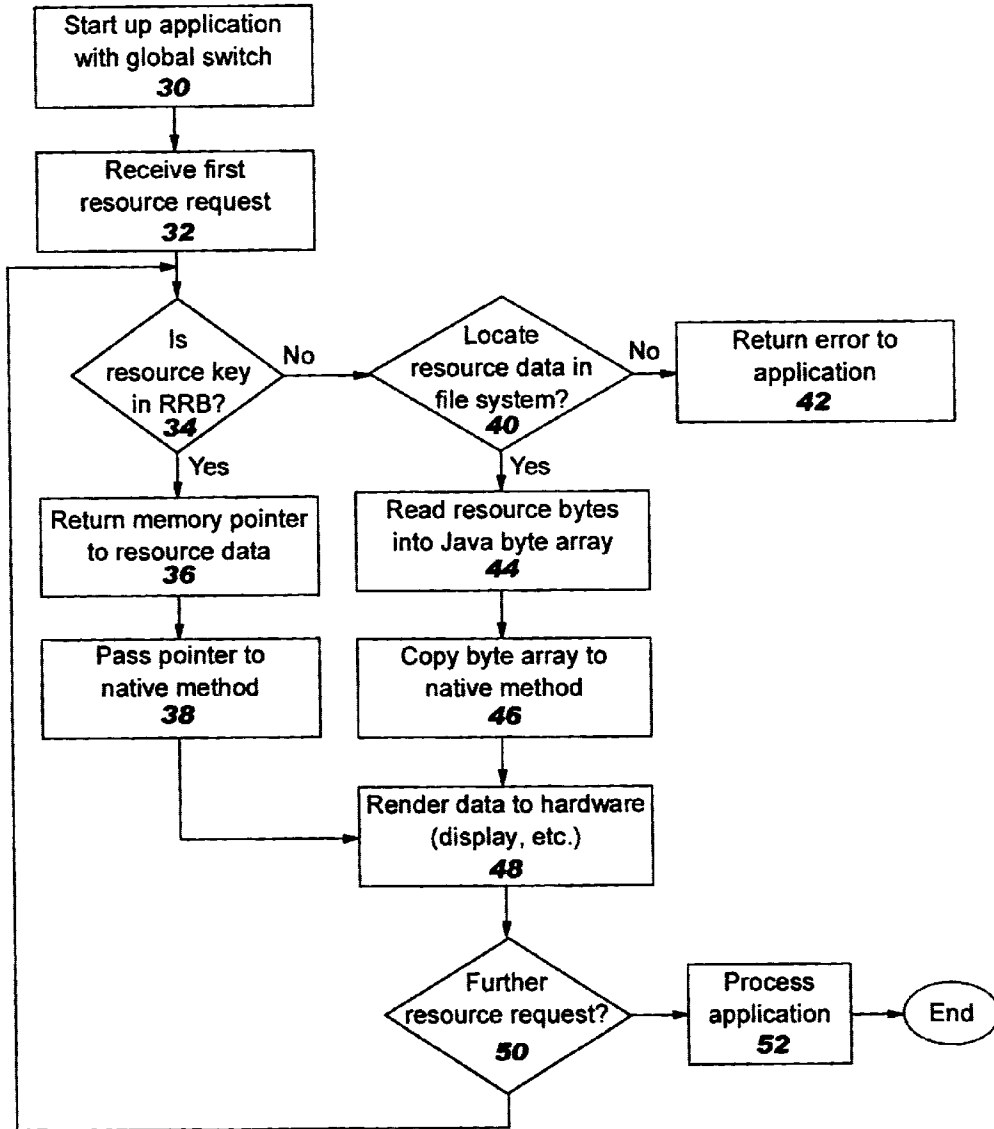 Start up application
with global switch
30
Receive first
resource request
32
Is
resource key
in RRB?
34
No
Locate
resource data in
file system?
40
No
Return error to
application
42
Yes
Yes
Return memory pointer
to resource data
36
Read resource bytes
into Java byte array
44
Pass pointer to
native method
38
Copy byte array to
native method
46
Render data to hardware
(display, etc.)
48
Further
resource request?
50
Process
application
52
End